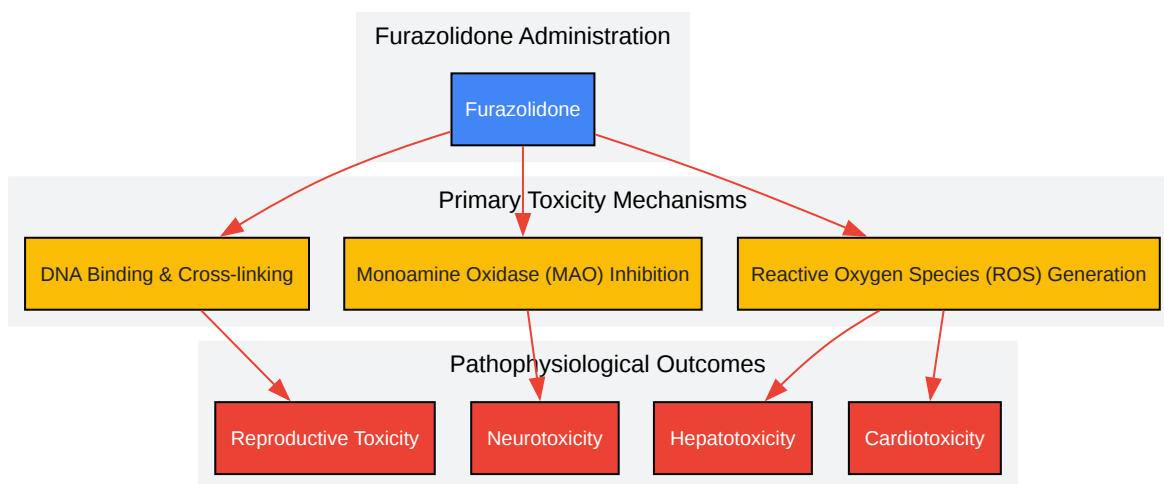 Furazolidone Administration
Furazolidone
Primary Toxicity Mechanisms
DNA Binding & Cross-linking
Monoamine Oxidase (MAO) Inhibition
Reactive Oxygen Species (ROS) Generation
Pathophysiological Outcomes
Reproductive Toxicity
Neurotoxicity
Hepatotoxicity
Cardiotoxicity